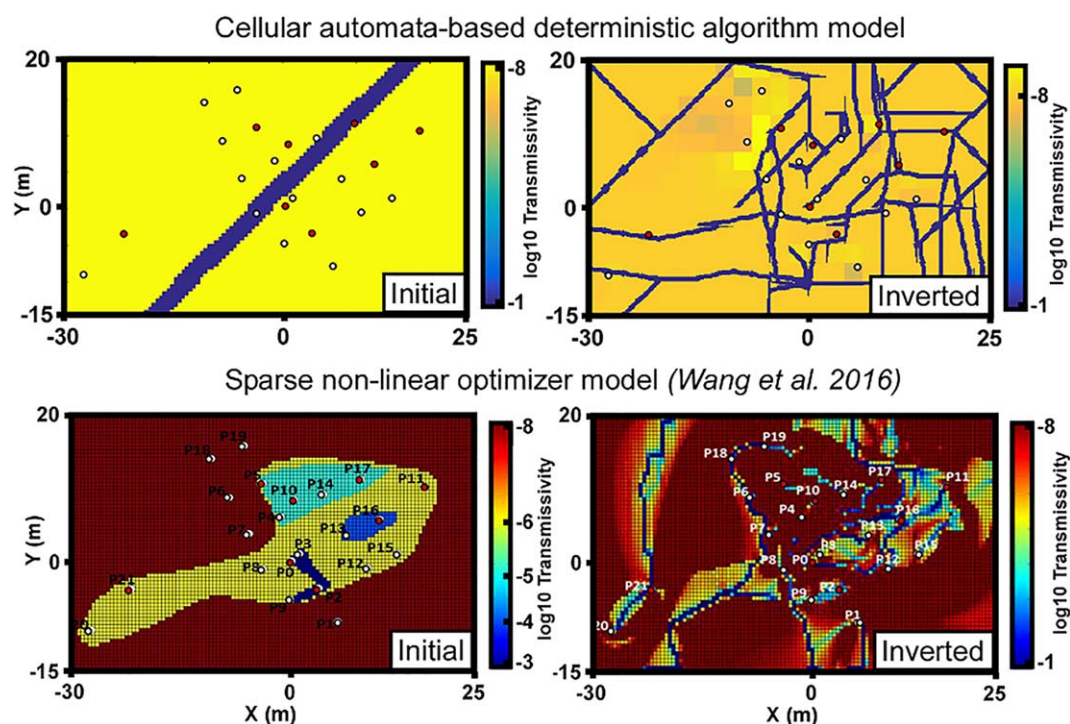 Cellular automata-based deterministic algorithm model
20
0
-15
Y (m)
-30
0
25
Initial
-8
-1
log10 Transmissivity
20
0
-15
-30
0
25
Inverted
-8
-1
log10 Transmissivity
Sparse non-linear optimizer model (Wang et al. 2016)
20
0
-15
Y (m)
P19
P18
P17
P5
P14
P11
P10
P6
P16
P13
P7
P3
P15
P8
P0
P12
P21
P9
P2
P1
Initial
-30
0
25
X (m)
-8
-7
-6
-5
-4
-3
log10 Transmissivity
20
0
-15
P19
P18
P5
P17
P11
P14
P10
P6
P4
P16
P7
P13
P8
P8
P0
P12
P21
P9
P2
20
P1
Inverted
-30
0
25
X (m)
-8
-1
log10 Transmissivity